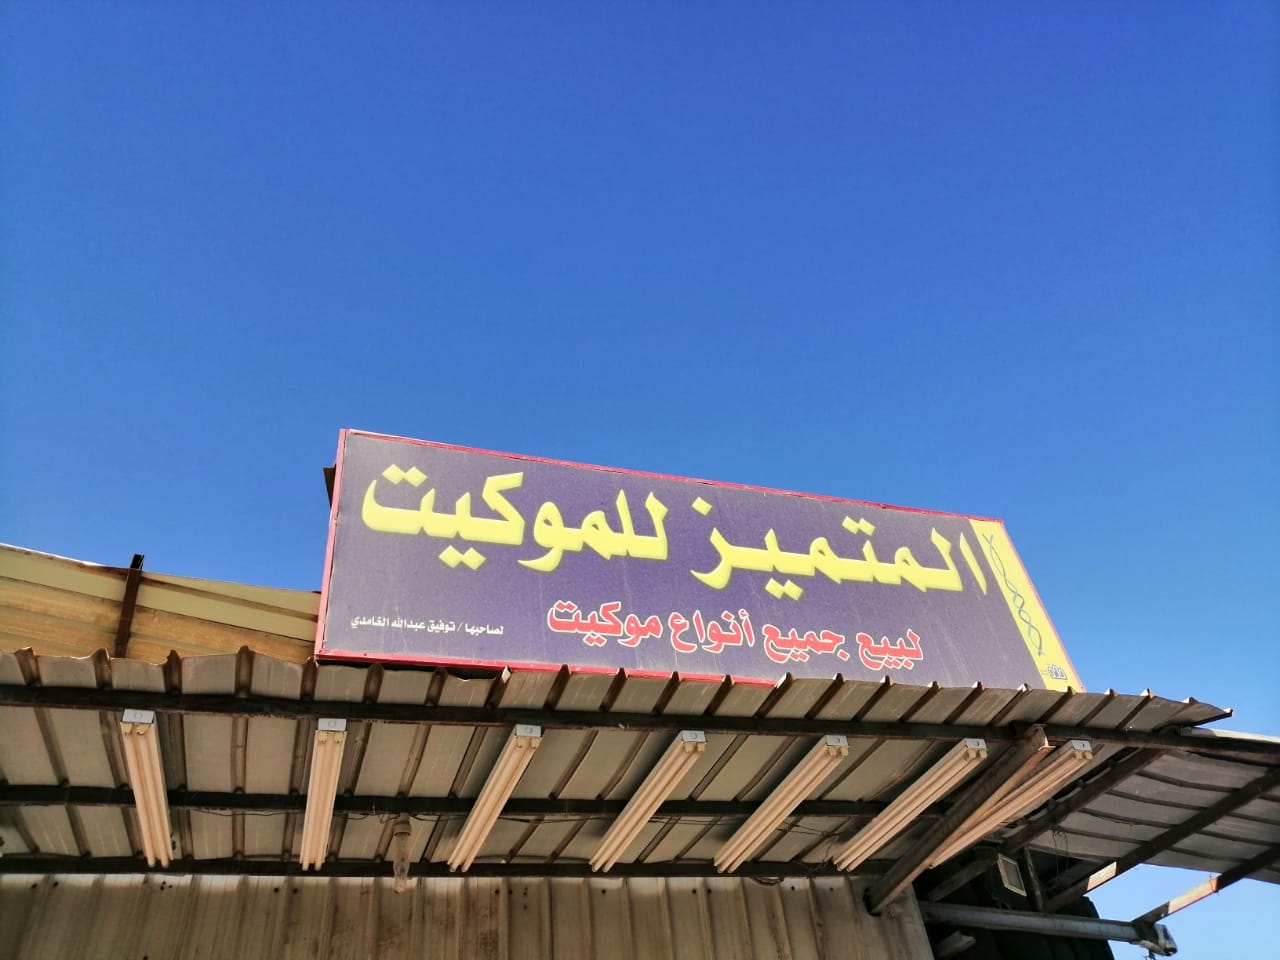 المتميز للموكيت
لبيع جميع أنواع موكيت
لصاحبها / توفيق عبدالله الغامدي